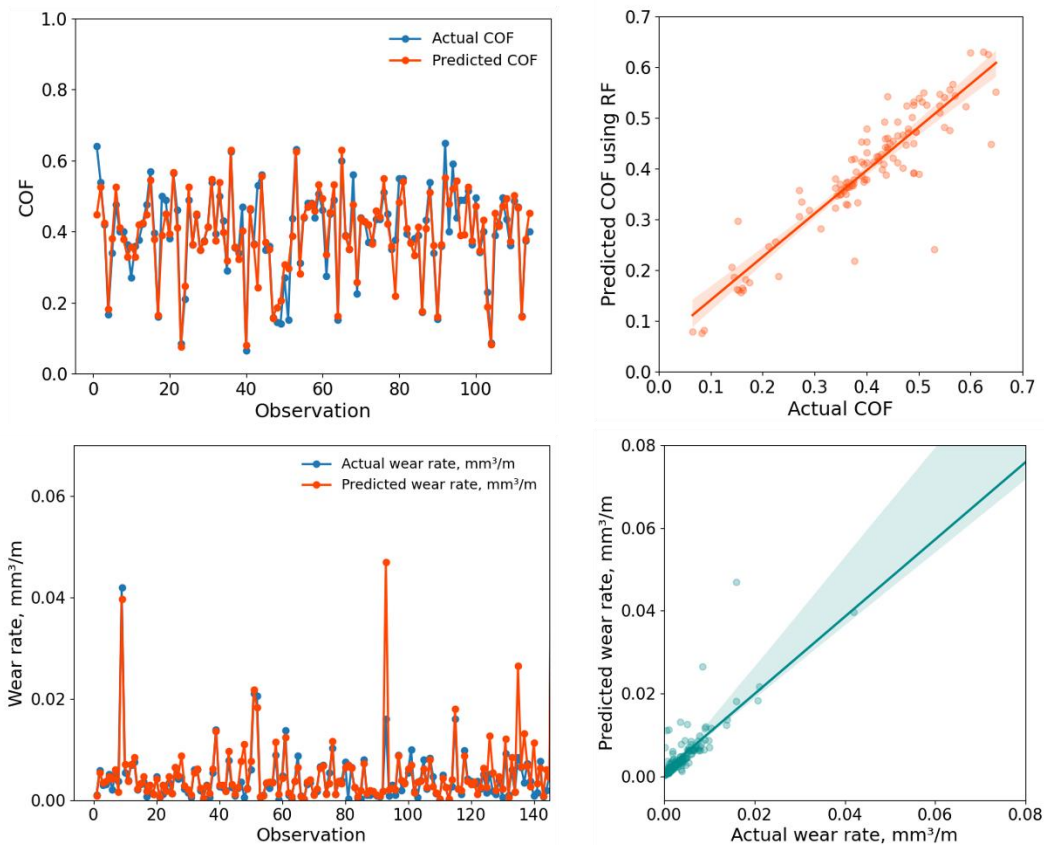 1.0
0.8
0.6
0.4
0.2
0.0
COF
Actual COF
Predicted COF
0 20 40 60 80 100
Observation
0.7
0.6
0.5
0.4
0.3
0.2
0.1
0.0
Predicted COF using RF
0.0 0.1 0.2 0.3 0.4 0.5 0.6 0.7
Actual COF
0.06
0.04
0.02
0.00
Wear rate, mm³/m
Actual wear rate, mm³/m
Predicted wear rate, mm³/m
0 20 40 60 80 100 120 140
Observation
0.08
0.06
0.04
0.02
0.00
Predicted wear rate, mm³/m
0.00 0.02 0.04 0.06 0.08
Actual wear rate, mm³/m